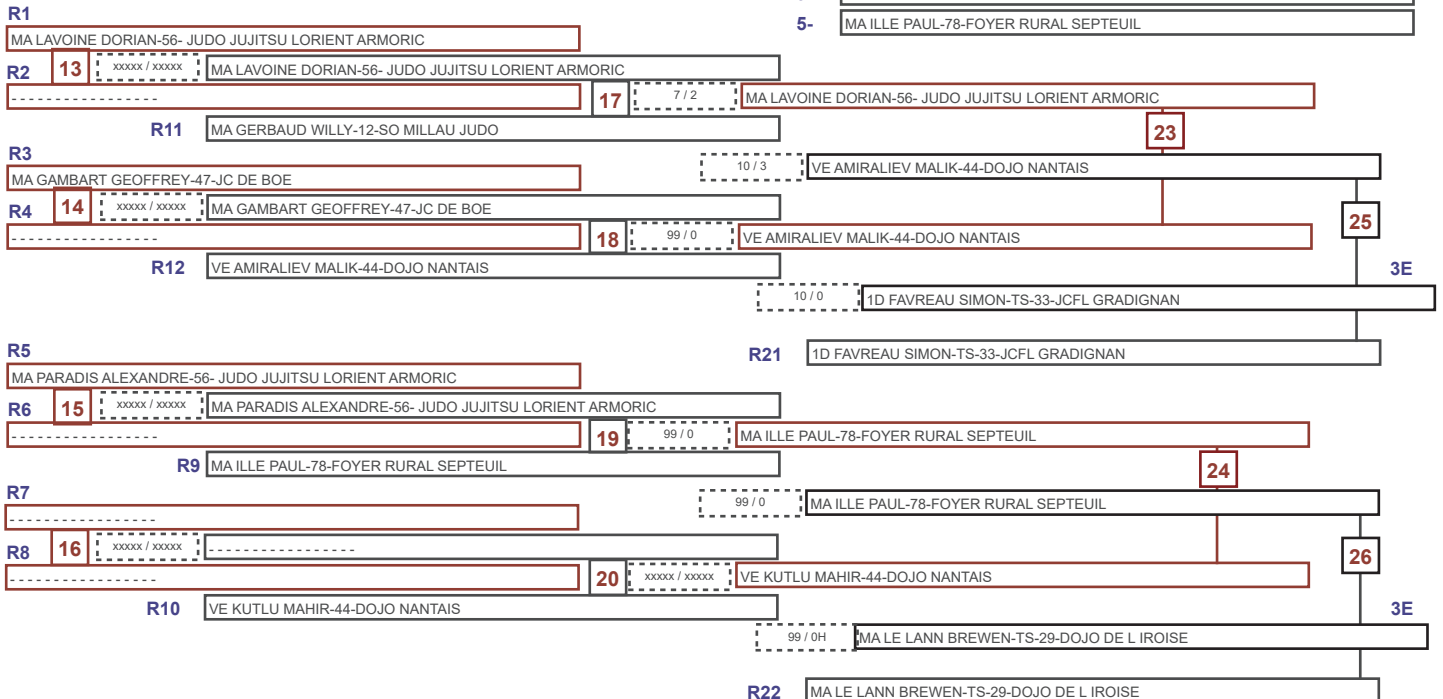 R1
5- MA ILLE PAUL-78-FOYER RURAL SEPTEUIL
MA LAVOINE DORIAN-56- JUDO JUJITSU LORIENT ARMORIC
R2 13 xxxxx / xxxxx MA LAVOINE DORIAN-56- JUDO JUJITSU LORIENT ARMORIC
- - - - - - - - - - - - - - - - - 17 7 / 2 MA LAVOINE DORIAN-56- JUDO JUJITSU LORIENT ARMORIC
R11 MA GERBAUD WILLY-12-SO MILLAU JUDO
23
R3
10 / 3 VE AMIRALIEV MALIK-44-DOJO NANTAIS
MA GAMBART GEOFFREY-47-JC DE BOE
R4 14 xxxxx / xxxxx MA GAMBART GEOFFREY-47-JC DE BOE
25
- - - - - - - - - - - - - - - - - 18 99 / 0 VE AMIRALIEV MALIK-44-DOJO NANTAIS
R12 VE AMIRALIEV MALIK-44-DOJO NANTAIS
3E
10 / 0 1D FAVREAU SIMON-TS-33-JCFL GRADIGNAN
R5
R21 1D FAVREAU SIMON-TS-33-JCFL GRADIGNAN
MA PARADIS ALEXANDRE-56- JUDO JUJITSU LORIENT ARMORIC
R6 15 xxxxx / xxxxx MA PARADIS ALEXANDRE-56- JUDO JUJITSU LORIENT ARMORIC
- - - - - - - - - - - - - - - - - 19 99 / 0 MA ILLE PAUL-78-FOYER RURAL SEPTEUIL
R9 MA ILLE PAUL-78-FOYER RURAL SEPTEUIL
24
R7
99 / 0 MA ILLE PAUL-78-FOYER RURAL SEPTEUIL
- - - - - - - - - - - - - - - - -
R8 16 xxxxx / xxxxx - - - - - - - - - - - - - - - - -
26
- - - - - - - - - - - - - - - - - 20 xxxxx / xxxxx VE KUTLU MAHIR-44-DOJO NANTAIS
R10 VE KUTLU MAHIR-44-DOJO NANTAIS
3E
99 / 0H MA LE LANN BREWEN-TS-29-DOJO DE L IROISE
R22 MA LE LANN BREWEN-TS-29-DOJO DE L IROISE